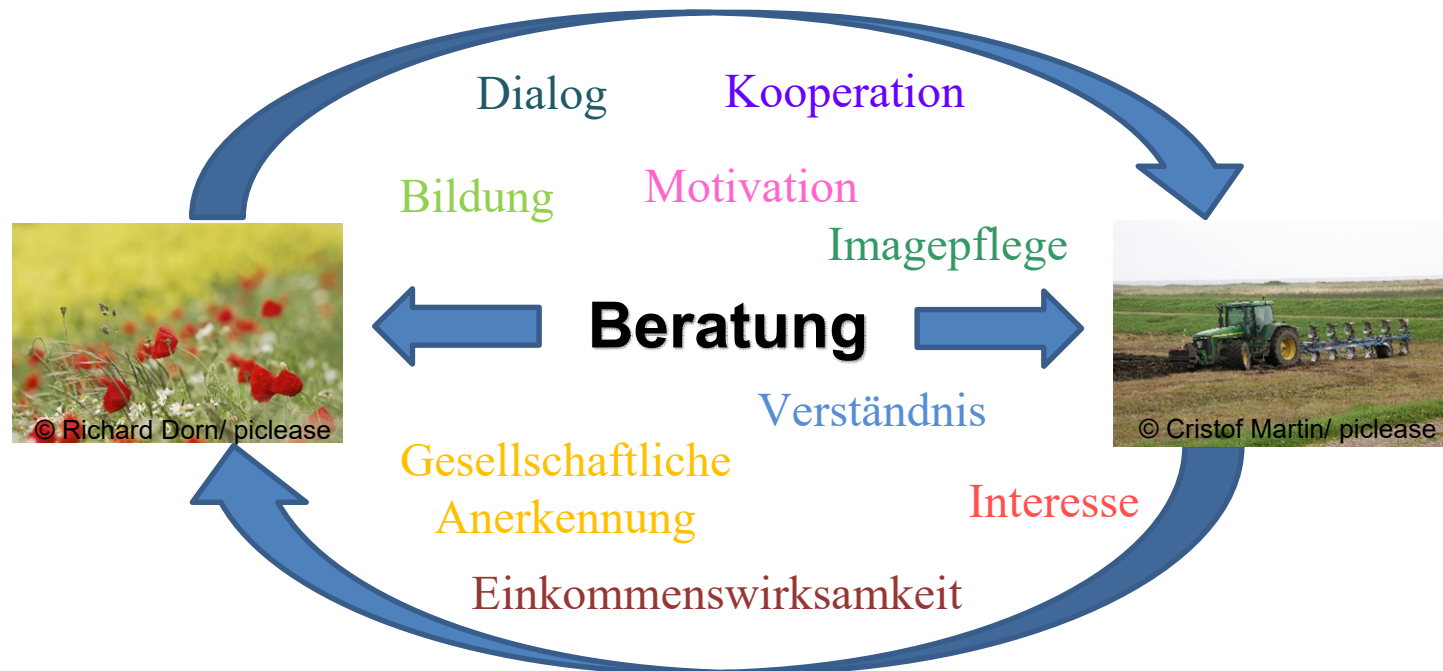 Dialog
Kooperation
Bildung
Motivation
Imagepflege
Beratung
Verständnis
© Richard Dorn/ piclease
© Cristof Martin/ piclease
Gesellschaftliche
Anerkennung
Interesse
Einkommenswirksamkeit